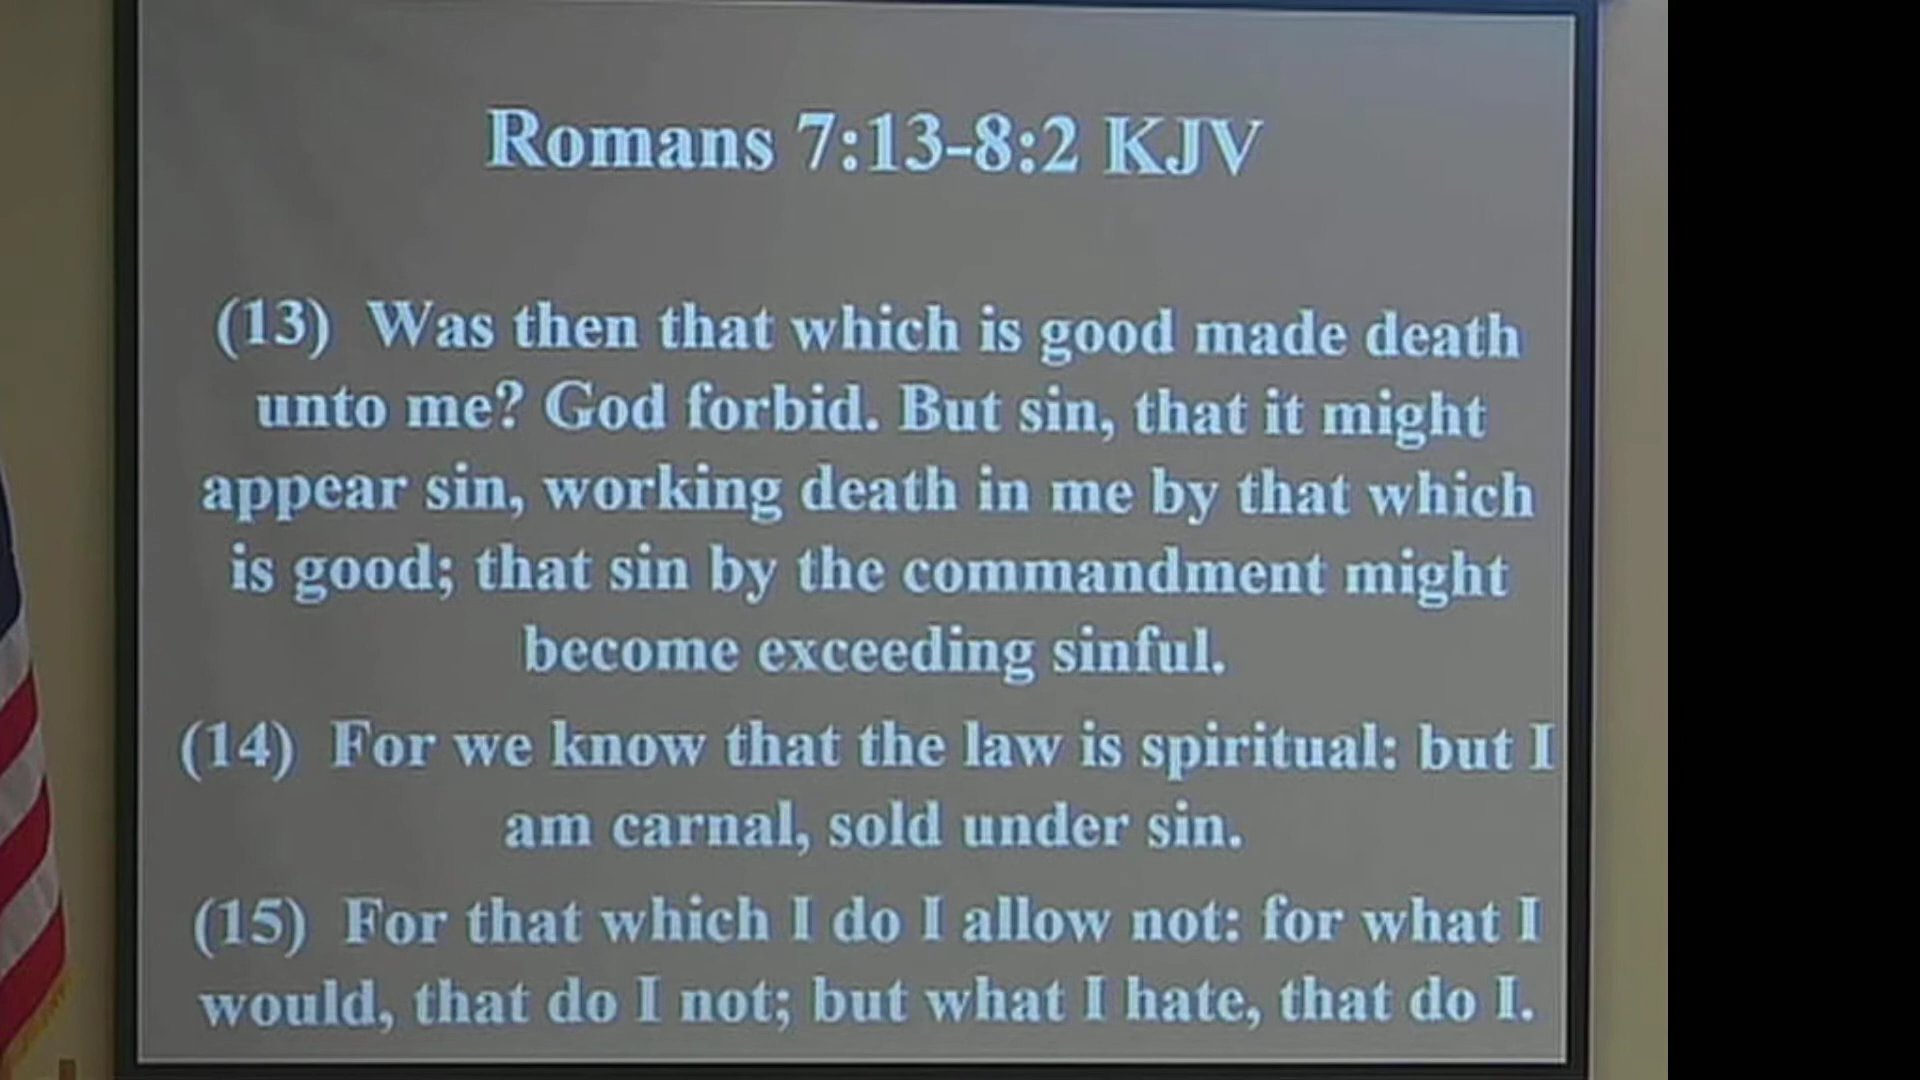 Romans 7:13-8:2 KJV
(13) Was then that which is good made death
unto me? God forbid. But sin, that it might
appear sin, working death in me by that which
is good; that sin by the commandment might
become exceeding sinful.
(14) For we know that the law is spiritual: but I
am carnal, sold under sin.
(15) For that which I do I allow not: for what I
would, that do I not; but what I hate, that do I.